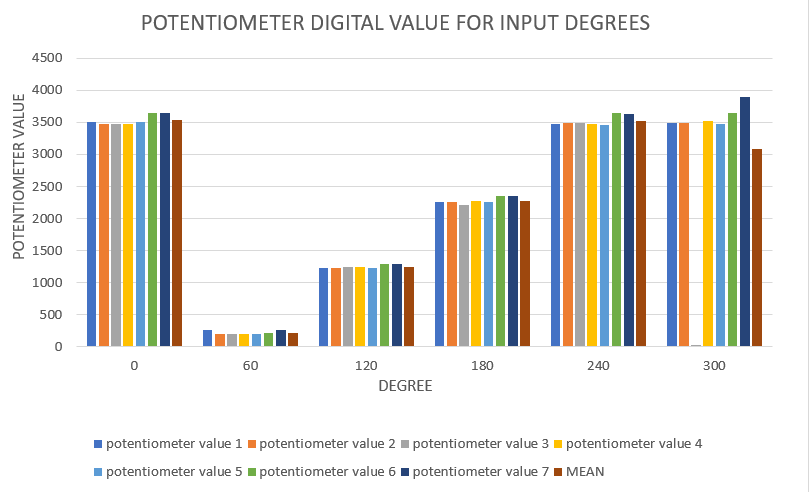 POTENTIOMETER DIGITAL VALUE FOR INPUT DEGREES
4500
4000
3500
3000
2500
2000
1500
1000
500
0
POTENTIOMETER VALUE
0 60 120 180 240 300
DEGREE
potentiometer value 1 potentiometer value 2 potentiometer value 3 potentiometer value 4
potentiometer value 5 potentiometer value 6 potentiometer value 7 MEAN